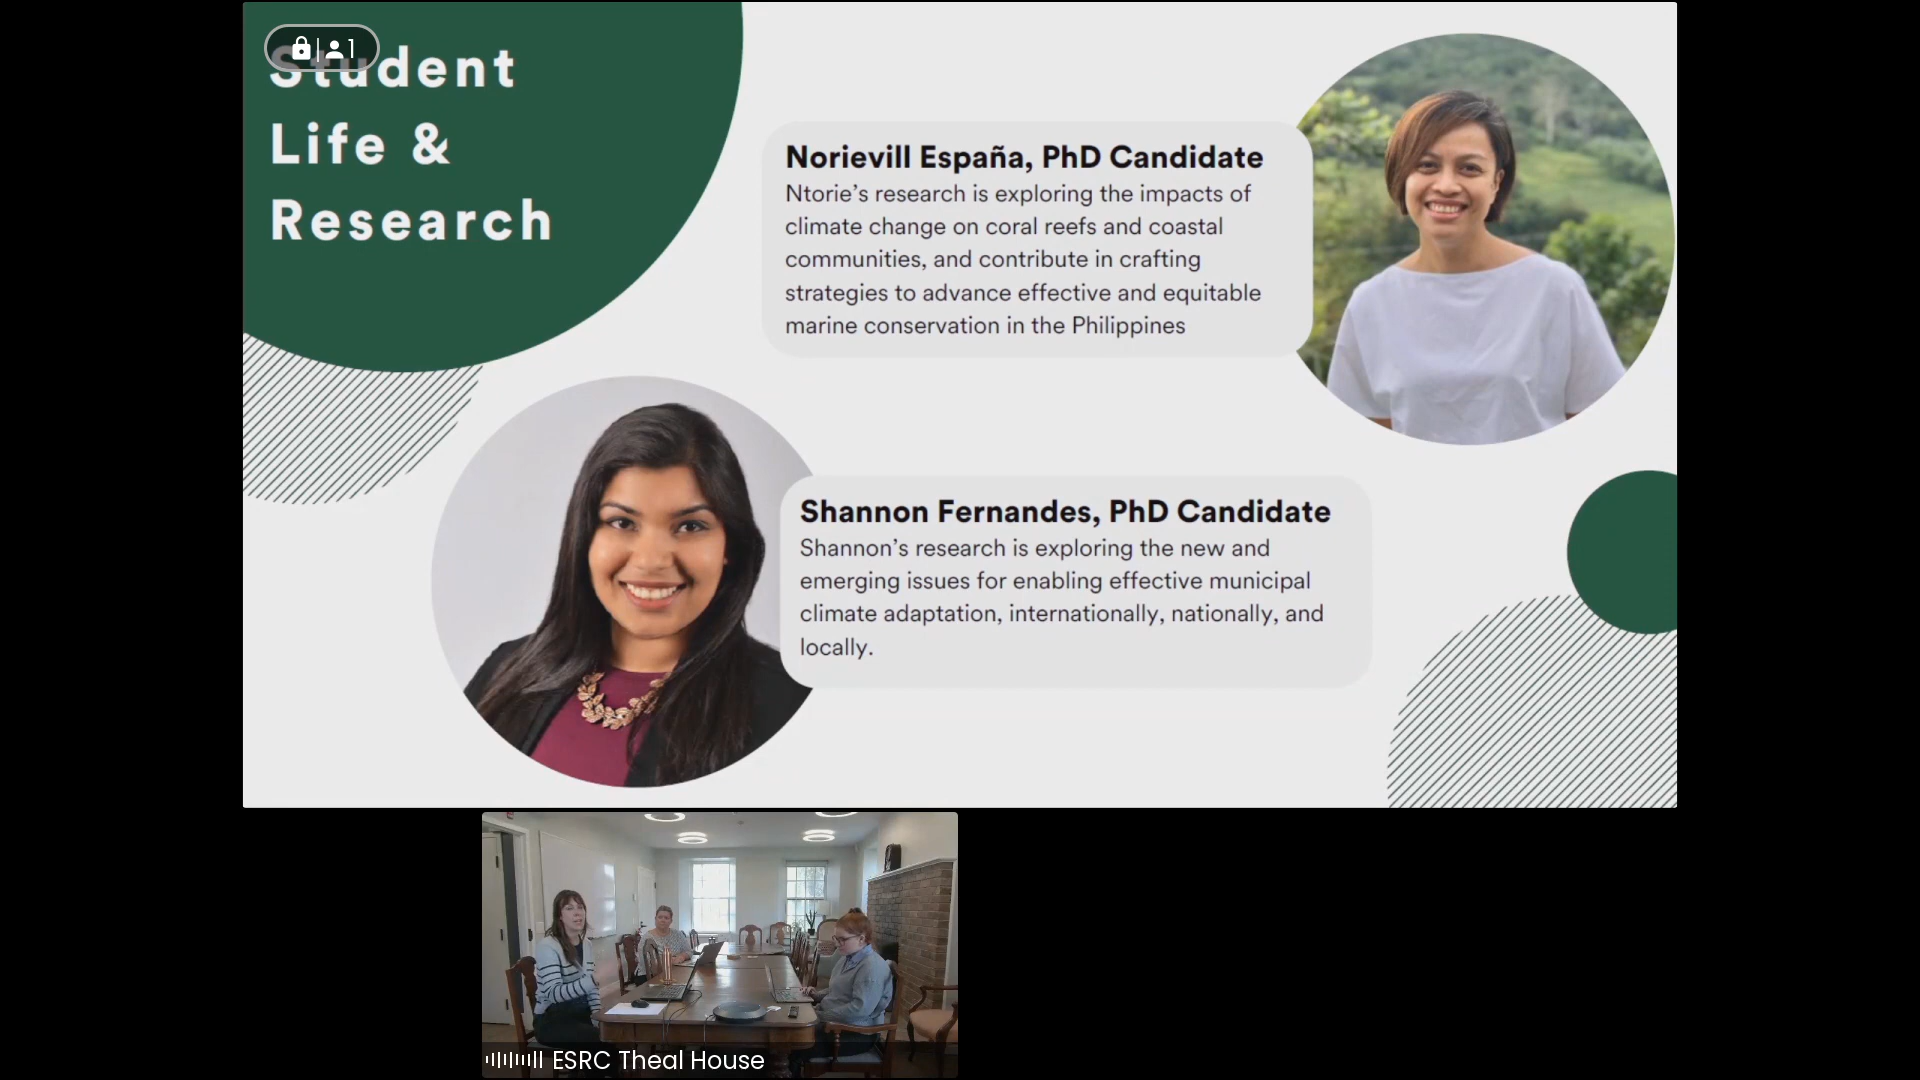 1
Student
Life &
Research
Norievill España, PhD Candidate
Ntorie’s research is exploring the impacts of
climate change on coral reefs and coastal
communities, and contribute in crafting
strategies to advance effective and equitable
marine conservation in the Philippines
Shannon Fernandes, PhD Candidate
Shannon’s research is exploring the new and
emerging issues for enabling effective municipal
climate adaptation, internationally, nationally, and
locally.
ESRC Theal House